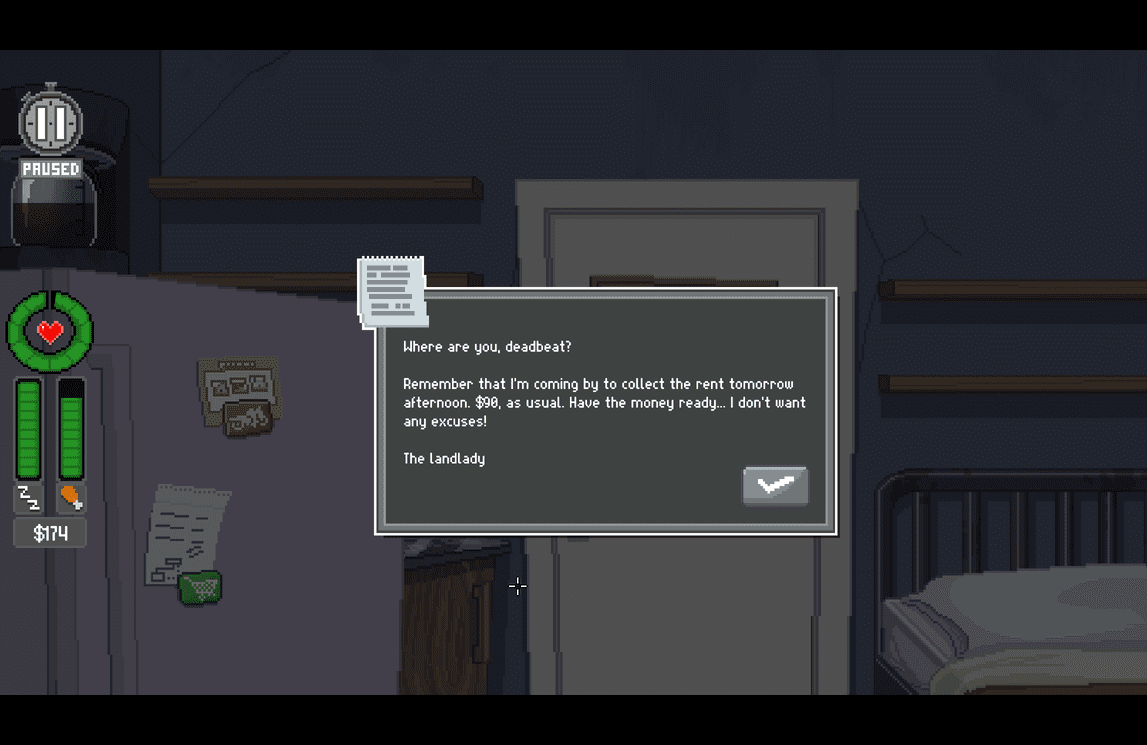 PAUSED
Where are you, deadbeat?
Remember that I'm coming by to collect the rent tomorrow
afternoon. $90, as usual. Have the money ready... I don't want
any excuses!
The landlady
$174